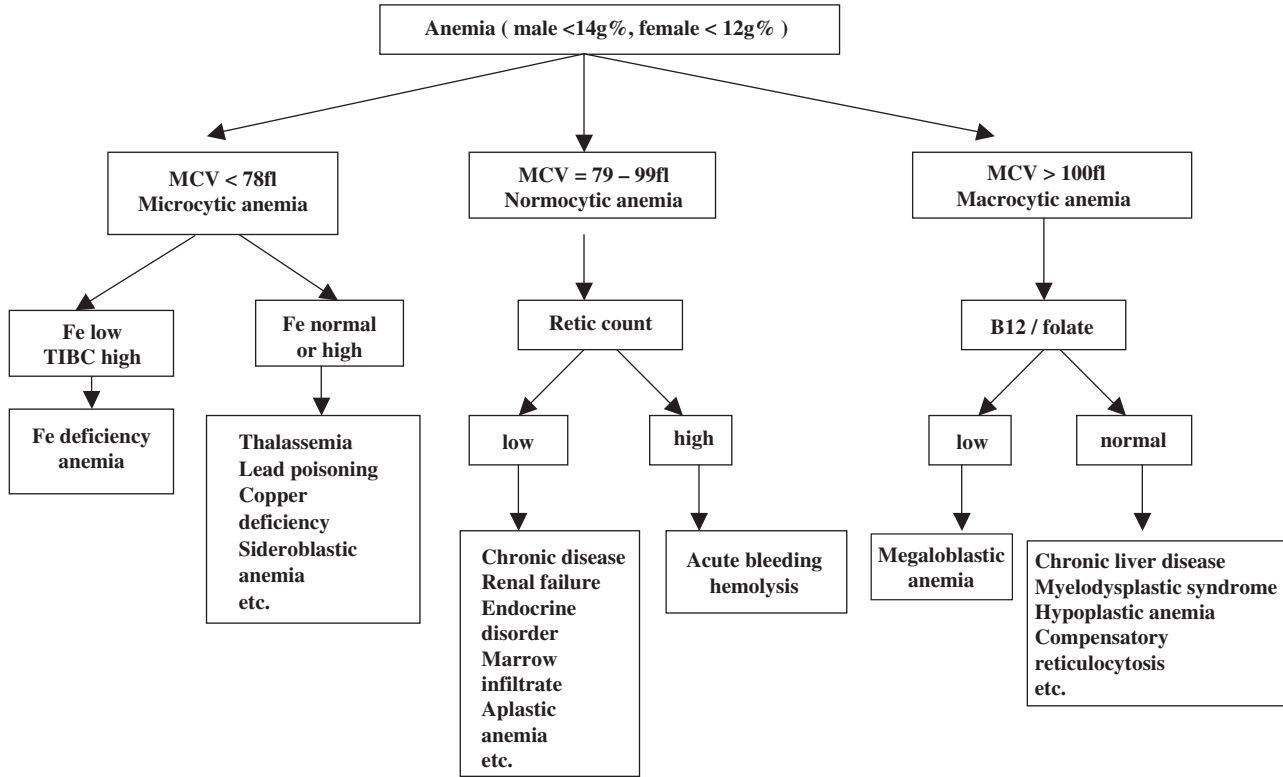 Anemia ( male <14g%, female < 12g% )
MCV < 78fl
Microcytic anemia
MCV = 79 – 99fl
Normocytic anemia
MCV > 100fl
Macrocytic anemia
Fe low
TIBC high
Fe normal
or high
Retic count
B12 / folate
Fe deficiency
anemia
Thalassemia
Lead poisoning
Copper
deficiency
Sideroblastic
anemia
etc.
low
high
low
normal
Chronic disease
Renal failure
Endocrine
disorder
Marrow
infiltrate
Aplastic
anemia
etc.
Acute bleeding
hemolysis
Megaloblastic
anemia
Chronic liver disease
Myelodysplastic syndrome
Hypoplastic anemia
Compensatory
reticulocytosis
etc.